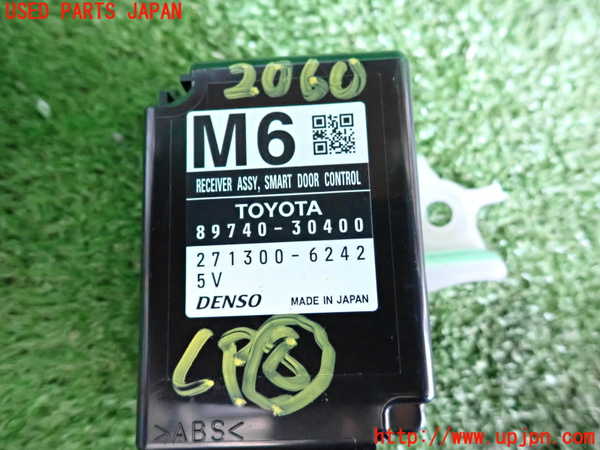 USED PARTS JAPAN
2060
M6
RECEIVER ASSY, SMART DOOR CONTROL
TOYOTA
89740-30400
271300-6242
5V
DENSO MADE IN JAPAN
>ABS<
http://www.upjpn.com/